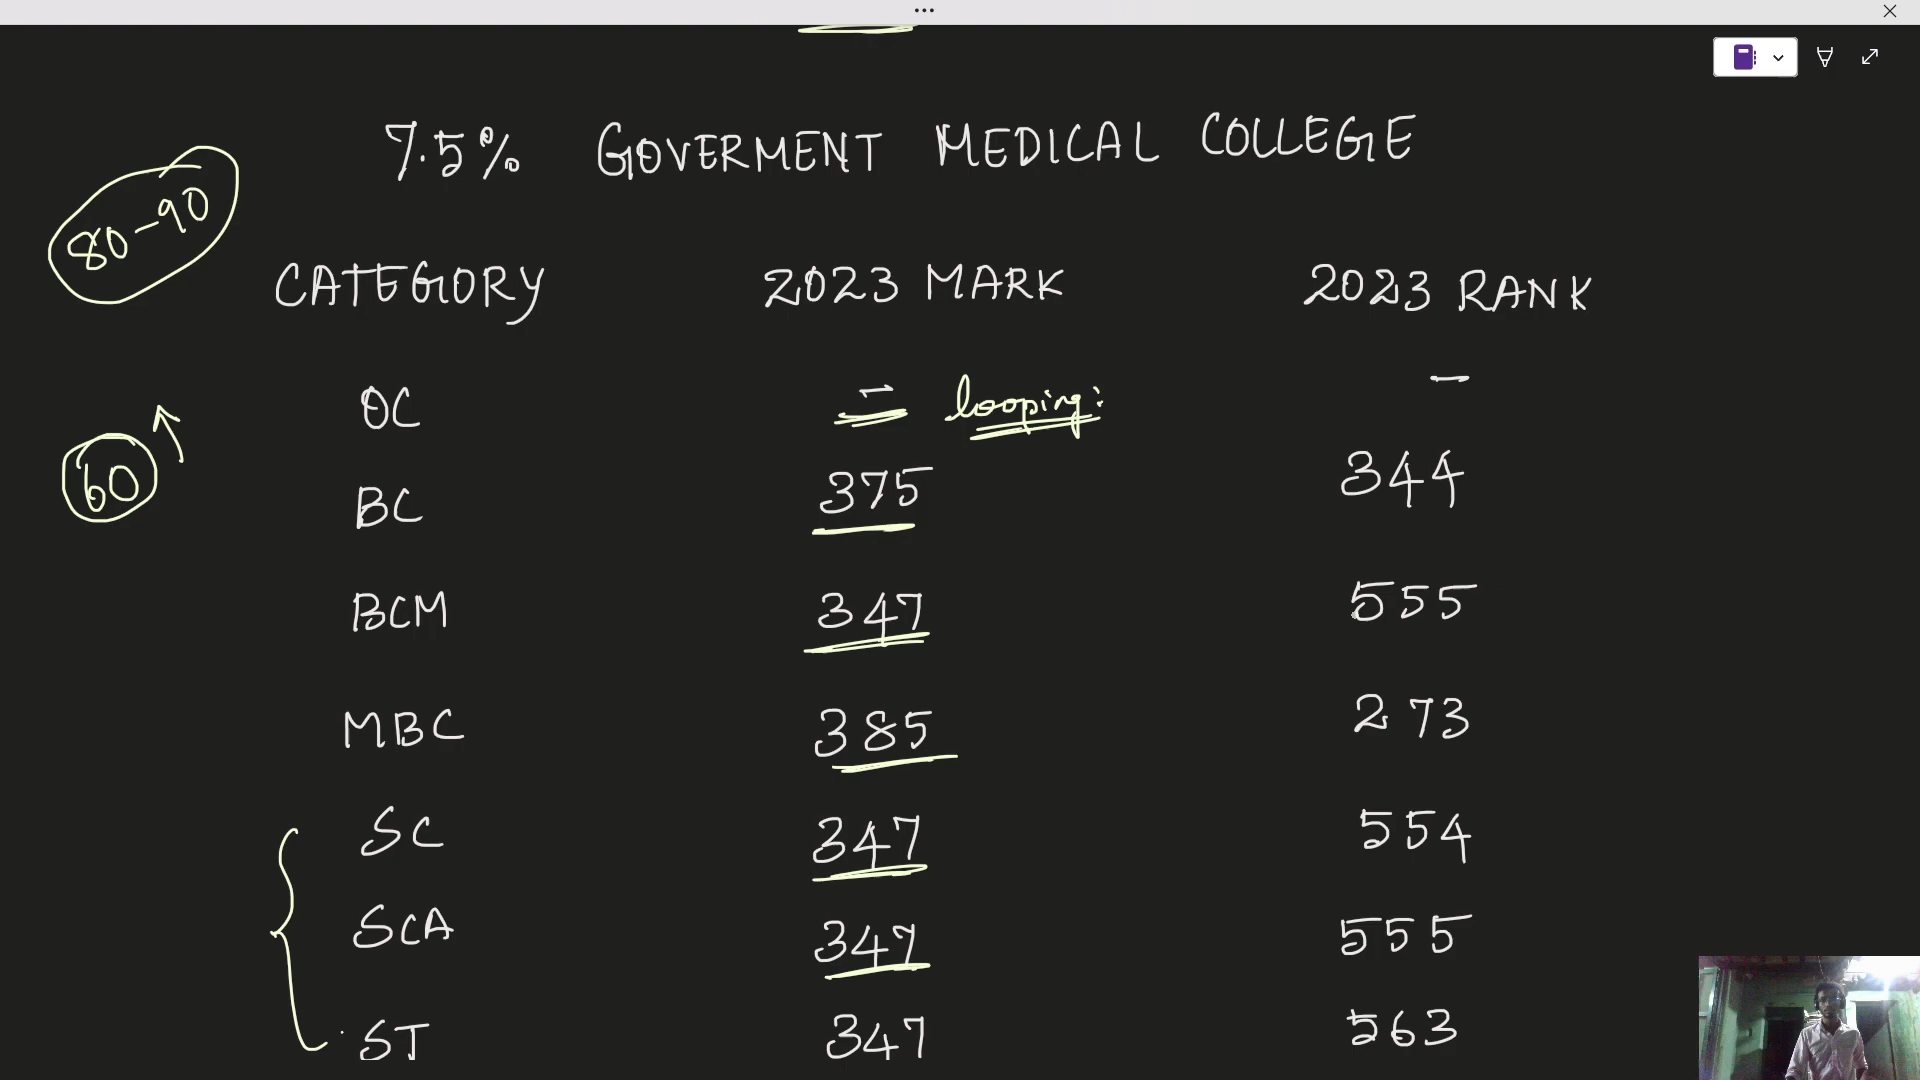 7.5% GOVERMENT MEDICAL COLLEGE
80-90
CATEGORY 2023 MARK 2023 RANK
OC - looping: -
60
BC 375 344
BCM 347 555
MBC 385 273
SC 347 554
SCA 347 555
ST 347 563